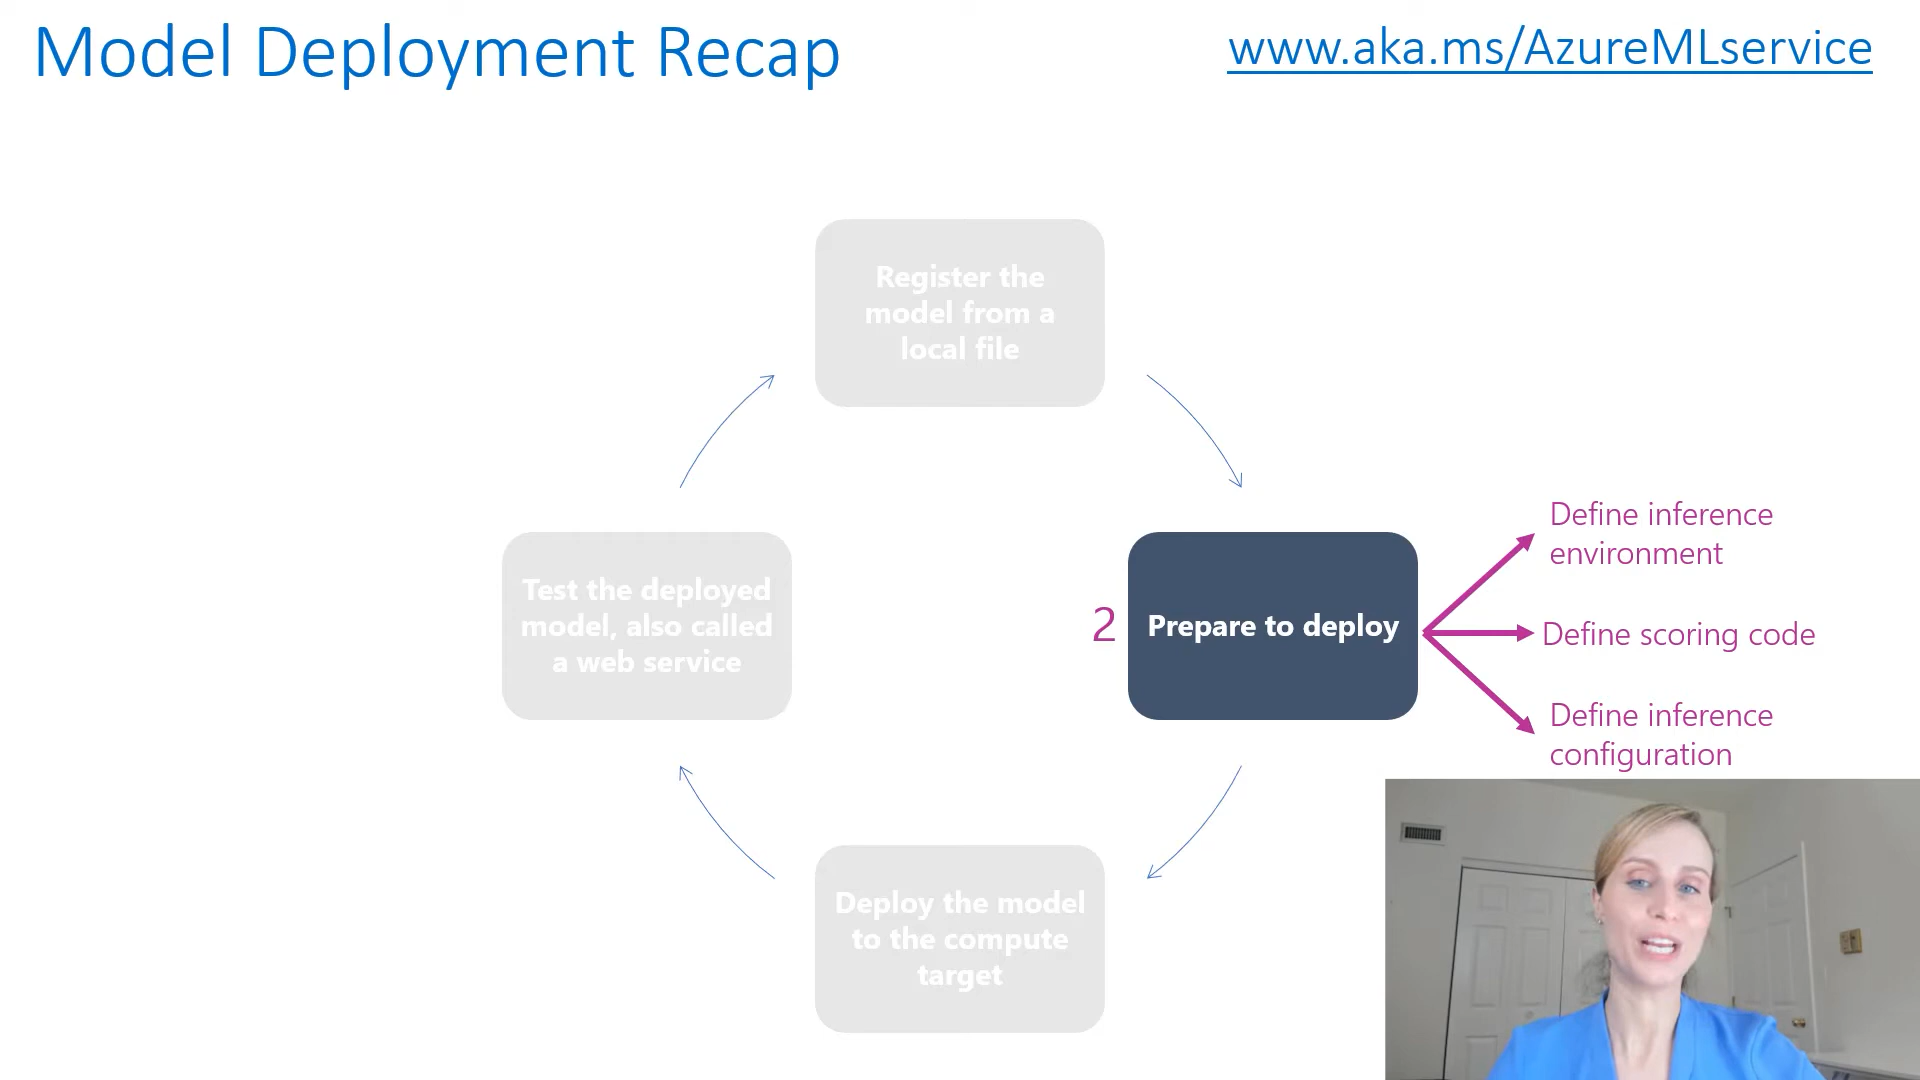 Model Deployment Recap
www.aka.ms/AzureMLservice
Register the
model from a
local file
Test the deployed
model, also called
a web service
2
Prepare to deploy
Define inference
environment
Define scoring code
Define inference
configuration
Deploy the model
to the compute
target